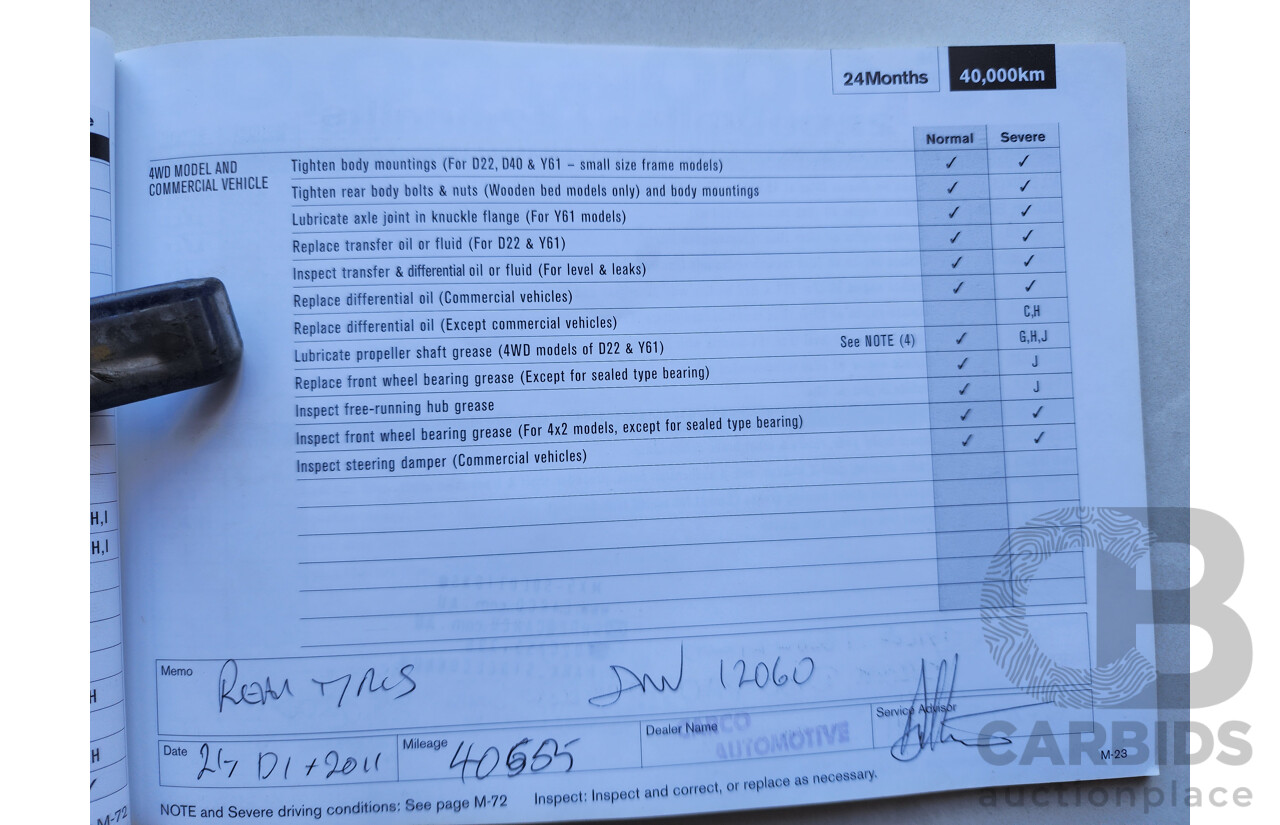 24Months 40,000km
Normal Severe
4WD MODEL AND
COMMERCIAL VEHICLE
Tighten body mountings (For D22, D40 & Y61 – small size frame models) ✓ ✓
Tighten rear body bolts & nuts (Wooden bed models only) and body mountings ✓ ✓
Lubricate axle joint in knuckle flange (For Y61 models) ✓ ✓
Replace transfer oil or fluid (For D22 & Y61) ✓ ✓
Inspect transfer & differential oil or fluid (For level & leaks) ✓ ✓
Replace differential oil (Commercial vehicles) ✓ ✓
Replace differential oil (Except commercial vehicles) C,H
Lubricate propeller shaft grease (4WD models of D22 & Y61) See NOTE (4) ✓ G,H,J
Replace front wheel bearing grease (Except for sealed type bearing) ✓ J
Inspect free-running hub grease ✓ J
Inspect front wheel bearing grease (For 4x2 models, except for sealed type bearing) ✓ ✓
Inspect steering damper (Commercial vehicles) ✓ ✓
H,I
H,I
H
H
M-72
Memo
REAR TYRES 12060
Date Mileage Dealer Name Service Advisor
2011
AUTOMOTIVE
M-23
NOTE and Severe driving conditions: See page M-72 Inspect: Inspect and correct, or replace as necessary.
CB
CARBIDS
auctionplace